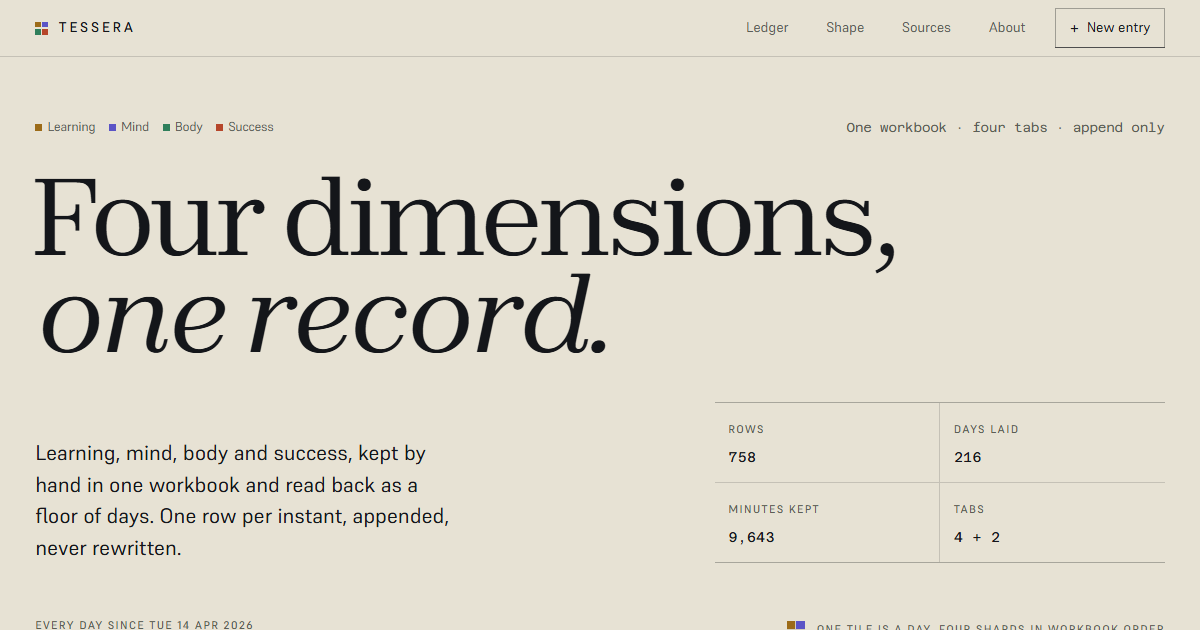 TESSERA
Ledger
Shape
Sources
About
+ New entry
Learning
Mind
Body
Success
One workbook · four tabs · append only
Four dimensions,
one record.
Learning, mind, body and success, kept by
hand in one workbook and read back as a
floor of days. One row per instant, appended,
never rewritten.
ROWS
758
DAYS LAID
216
MINUTES KEPT
9,643
TABS
4 + 2
EVERY DAY SINCE TUE 14 APR 2026
ONE TILE IS A DAY, FOUR SHARDS IN WORKBOOK ORDER